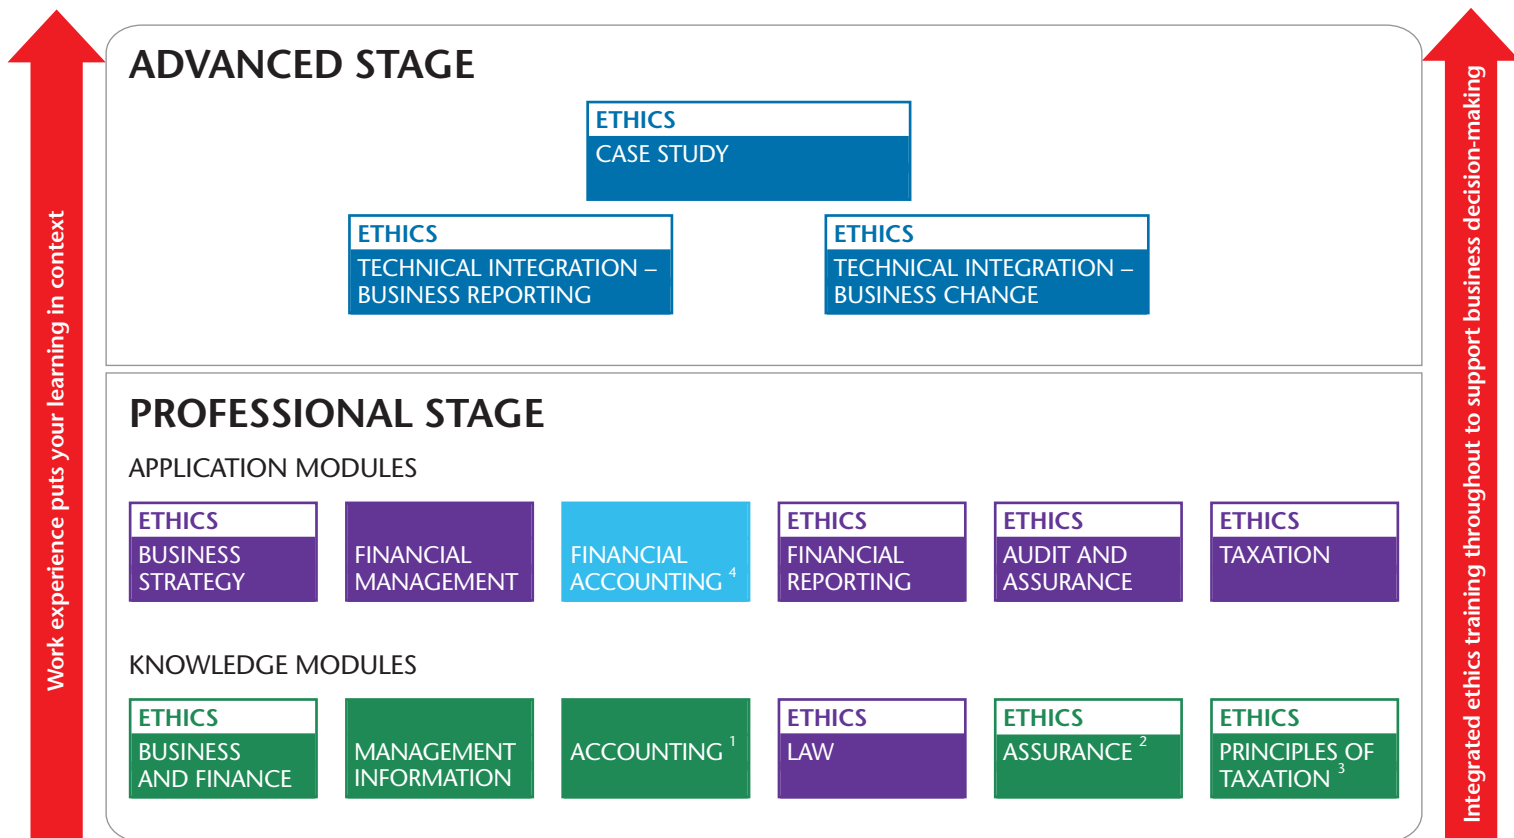 ADVANCED STAGE
ETHICS
CASE STUDY
ETHICS
TECHNICAL INTEGRATION –
BUSINESS REPORTING
ETHICS
TECHNICAL INTEGRATION –
BUSINESS CHANGE
PROFESSIONAL STAGE
APPLICATION MODULES
ETHICS
BUSINESS
STRATEGY
FINANCIAL
MANAGEMENT
FINANCIAL
ACCOUNTING 4
ETHICS
FINANCIAL
REPORTING
ETHICS
AUDIT AND
ASSURANCE
ETHICS
TAXATION
KNOWLEDGE MODULES
ETHICS
BUSINESS
AND FINANCE
MANAGEMENT
INFORMATION
ACCOUNTING 1
ETHICS
LAW
ETHICS
ASSURANCE 2
ETHICS
PRINCIPLES OF
TAXATION 3
Work experience puts your learning in context
Integrated ethics training throughout to support business decision-making